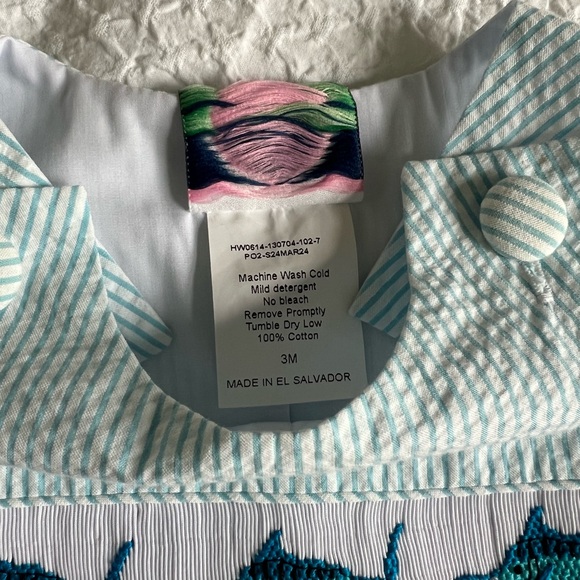 HW0614-130704-102-7
PO2-S24MAR24
Machine Wash Cold
Mild detergent
No bleach
Remove Promptly
Tumble Dry Low
100% Cotton
3M
MADE IN EL SALVADOR